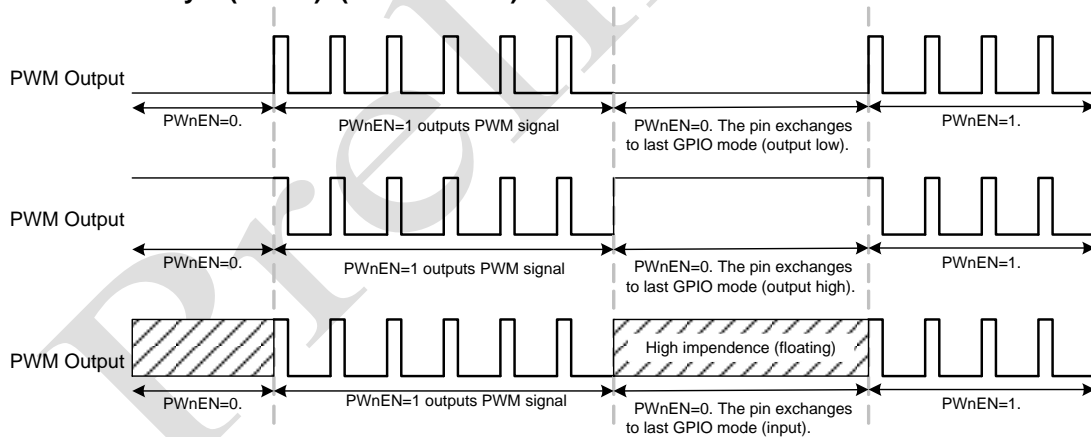 PWM Output
PWnEN=0.
PWnEN=1 outputs PWM signal
PWnEN=0. The pin exchanges
to last GPIO mode (output low).
PWnEN=1.
PWM Output
PWnEN=0.
PWnEN=1 outputs PWM signal
PWnEN=0. The pin exchanges
to last GPIO mode (output high).
PWnEN=1.
PWM Output
High impendence (floating)
PWnEN=0.
PWnEN=1 outputs PWM signal
PWnEN=0. The pin exchanges
to last GPIO mode (input).
PWnEN=1.